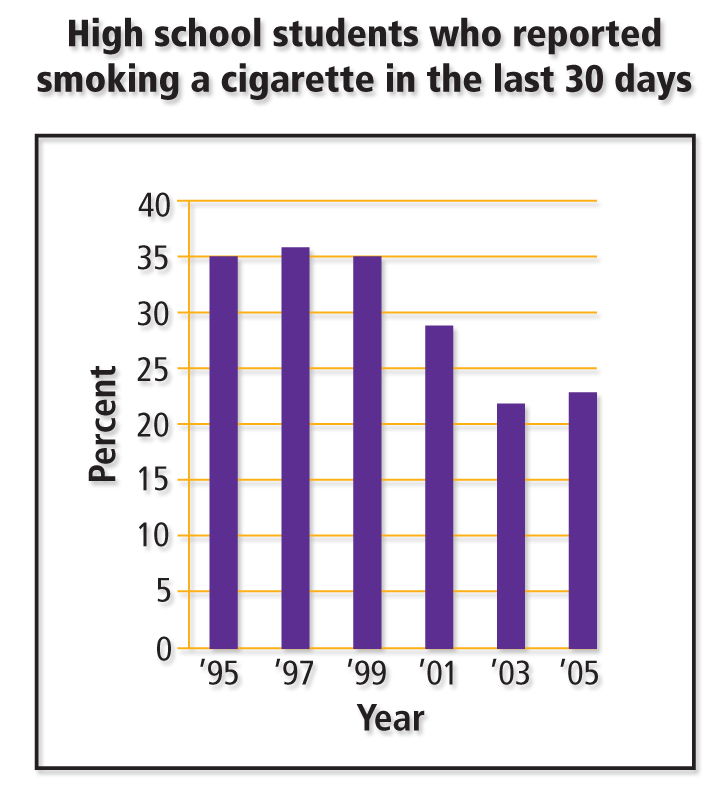 High school students who reported
smoking a cigarette in the last 30 days
40
35
30
25
20
15
10
5
0
Percent
'95 '97 '99 '01 '03 '05
Year